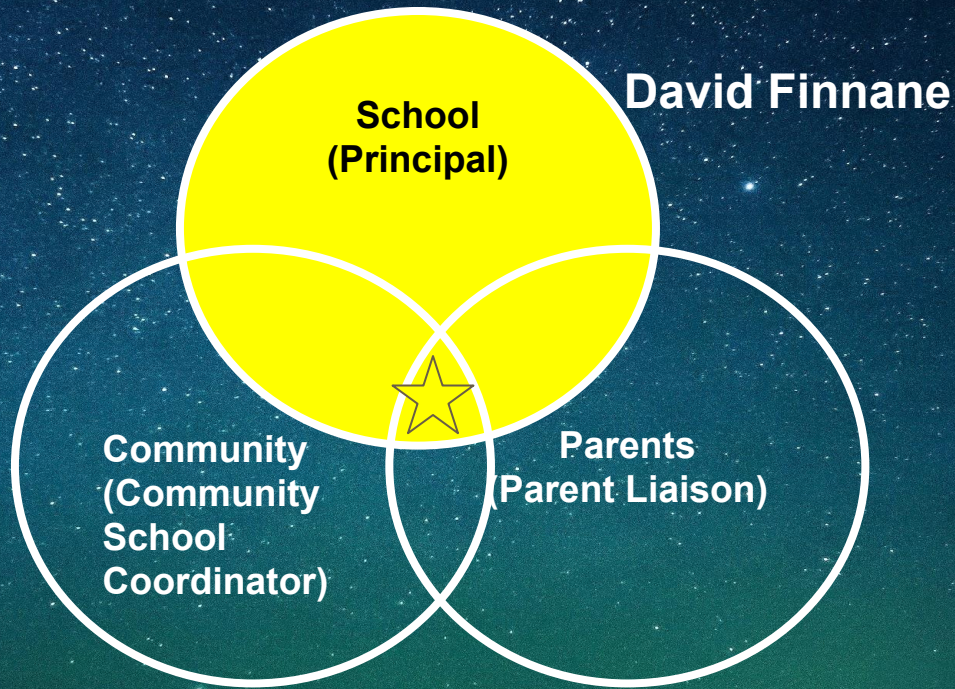 David Finnane
School
(Principal)
Community
(Community
School
Coordinator)
Parents
(Parent Liaison)